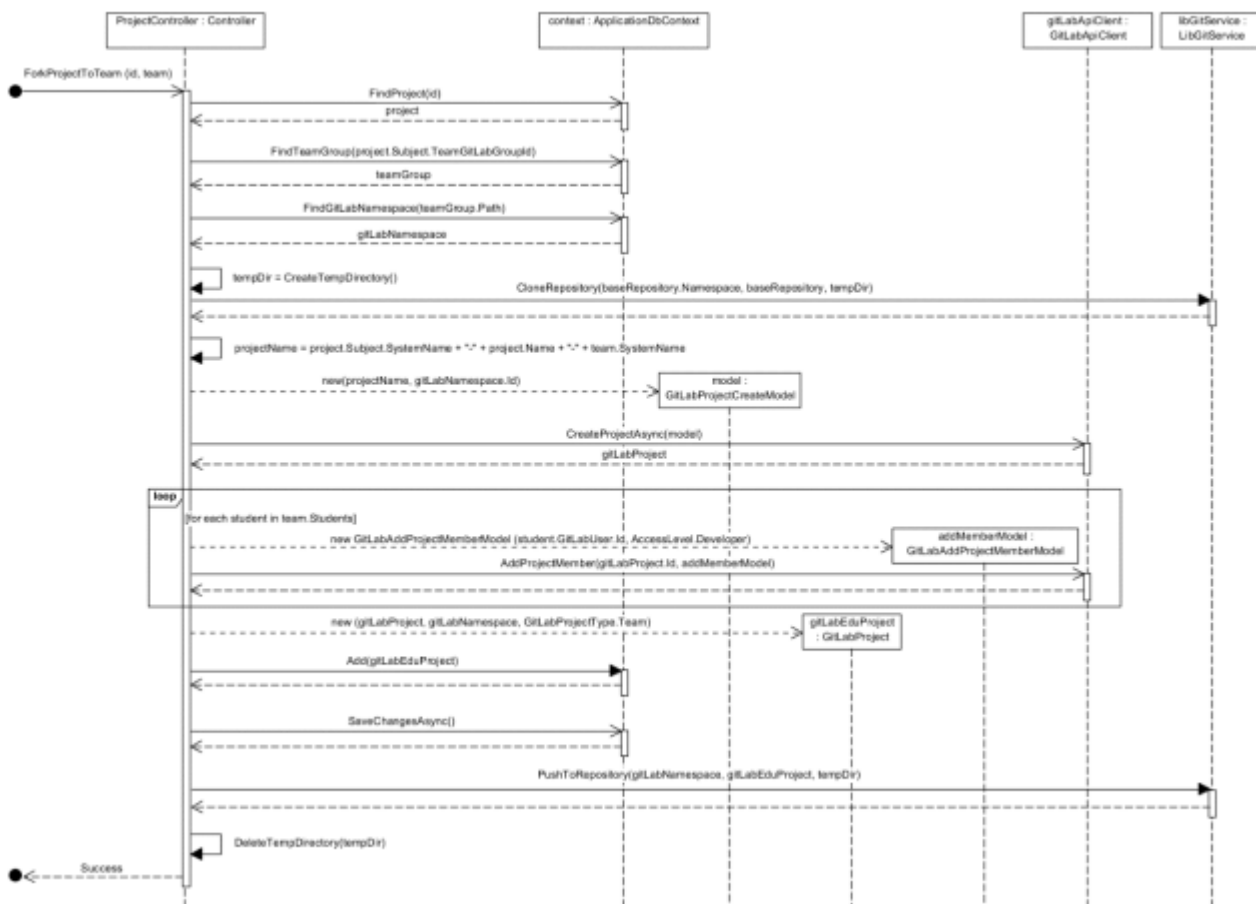 ProjectController : Controller
context : ApplicationDbContext
gitLabApiClient :
GitLabApiClient
libGitService :
LibGitService
ForkProjectToTeam (id, team)
FindProject(id)
project
FindTeamGroup(project.Subject.TeamGitLabGroupId)
teamGroup
FindGitLabNamespace(teamGroup.Path)
gitLabNamespace
tempDir = CreateTempDirectory()
CloneRepository(baseRepository.Namespace, baseRepository, tempDir)
projectName = project.Subject.SystemName + "-" + project.Name + "-" + team.SystemName
new(projectName, gitLabNamespace.Id)
model :
GitLabProjectCreateModel
CreateProjectAsync(model)
gitLabProject
loop
[for each student in team.Students]
new GitLabAddProjectMemberModel (student.GitLabUser.Id, AccessLevel.Developer)
addMemberModel :
GitLabAddProjectMemberModel
AddProjectMember(gitLabProject.Id, addMemberModel)
new (gitLabProject, gitLabNamespace, GitLabProjectType.Team)
gitLabEduProject
: GitLabProject
Add(gitLabEduProject)
SaveChangesAsync()
PushToRepository(gitLabNamespace, gitLabEduProject, tempDir)
DeleteTempDirectory(tempDir)
Success